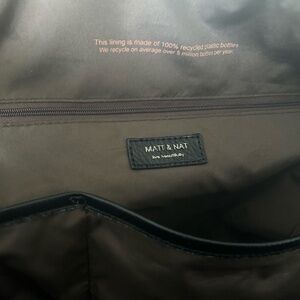 This lining is made of 100% recycled plastic bottles
We recycle on average over 5 million bottles per year.
MATT & NAT
live beautifully